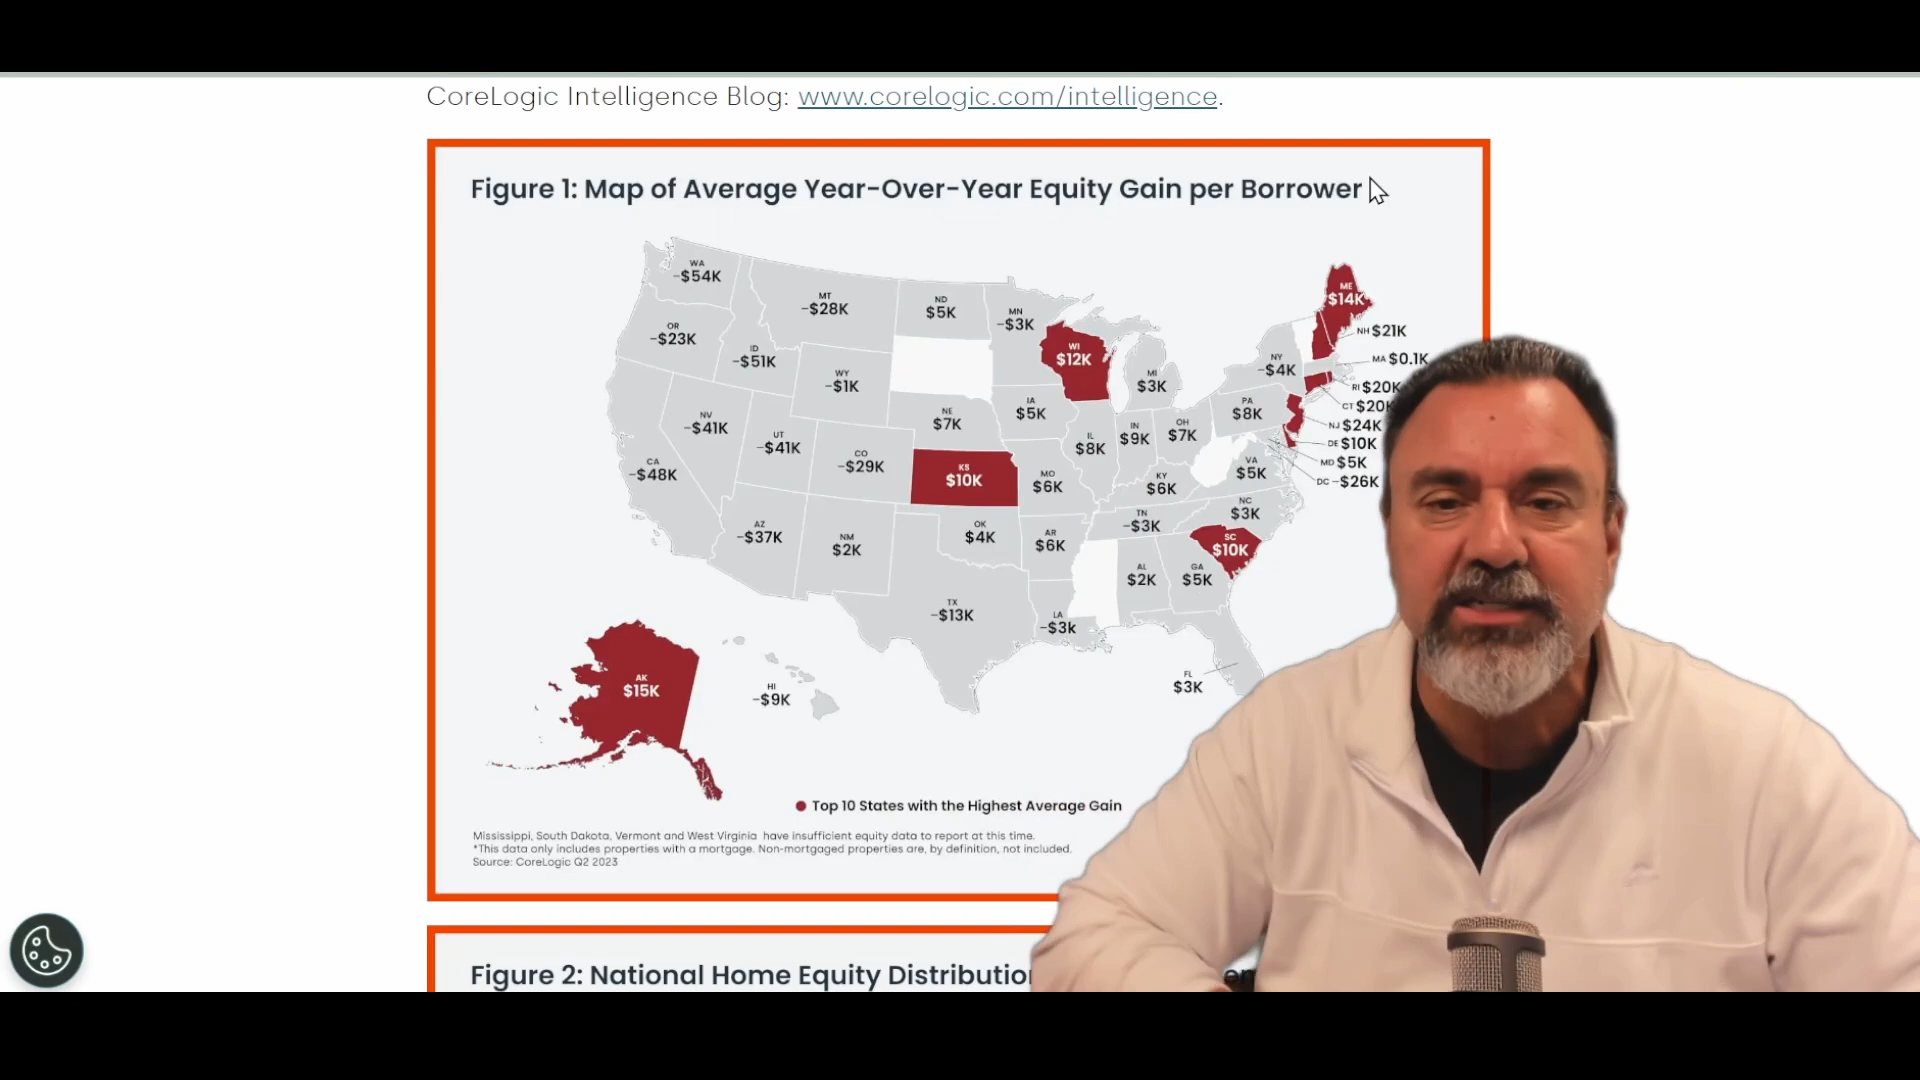 CoreLogic Intelligence Blog: www.corelogic.com/intelligence.
Figure 1: Map of Average Year-Over-Year Equity Gain per Borrower
WA
-$54K
MT
-$28K
ND
$5K
MN
-$3K
ME
$14K
OR
-$23K
ID
-$51K
WY
-$1K
WI
$12K
MI
$3K
NY
-$4K
NH $21K
MA $0.1K
RI $20K
CT $20K
NJ $24K
DE $10K
MD $5K
DC -$26K
NV
-$41K
UT
-$41K
CO
-$29K
NE
$7K
IA
$5K
IL
$8K
IN
$9K
OH
$7K
PA
$8K
CA
-$48K
KS
$10K
MO
$6K
KY
$6K
VA
$5K
AZ
-$37K
NM
$2K
OK
$4K
AR
$6K
TN
-$3K
NC
$3K
SC
$10K
TX
-$13K
LA
-$3k
AL
$2K
GA
$5K
FL
$3K
AK
$15K
HI
-$9K
Top 10 States with the Highest Average Gain
Mississippi, South Dakota, Vermont and West Virginia have insufficient equity data to report at this time.
*This data only includes properties with a mortgage. Non-mortgaged properties are, by definition, not included.
Source: CoreLogic Q2 2023
Figure 2: National Home Equity